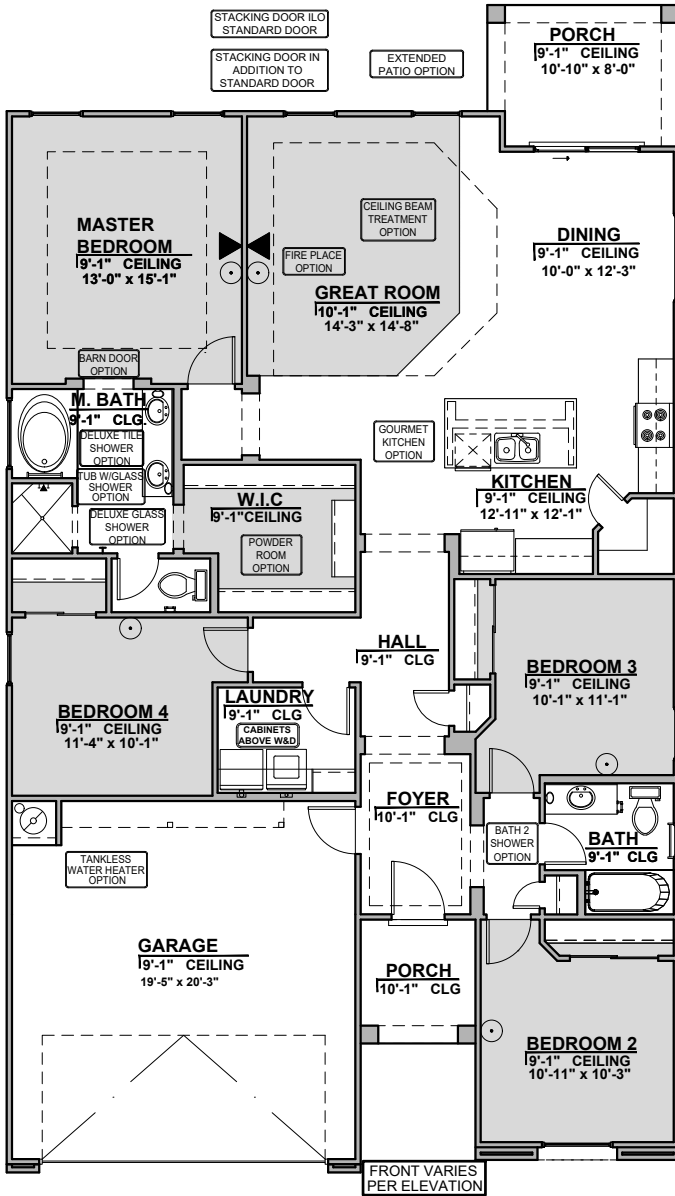 STACKING DOOR ILO
STANDARD DOOR
STACKING DOOR IN
ADDITION TO
STANDARD DOOR
EXTENDED
PATIO OPTION
PORCH
9'-1" CEILING
10'-10" x 8'-0"
MASTER
BEDROOM
9'-1" CEILING
13'-0" x 15'-1"
CEILING BEAM
TREATMENT
OPTION
FIRE PLACE
OPTION
GREAT ROOM
10'-1" CEILING
14'-3" x 14'-8"
DINING
9'-1" CEILING
10'-0" x 12'-3"
BARN DOOR
OPTION
M. BATH
9'-1" CLG.
DELUXE TILE
SHOWER
OPTION
TUB W/GLASS
SHOWER
OPTION
DELUXE GLASS
SHOWER
OPTION
GOURMET
KITCHEN
OPTION
KITCHEN
9'-1" CEILING
12'-11" x 12'-1"
W.I.C
9'-1"CEILING
POWDER
ROOM
OPTION
HALL
9'-1" CLG
BEDROOM 3
9'-1" CEILING
10'-1" x 11'-1"
BEDROOM 4
9'-1" CEILING
11'-4" x 10'-1"
LAUNDRY
9'-1" CLG
CABINETS
ABOVE W&D
FOYER
10'-1" CLG
BATH 2
SHOWER
OPTION
BATH
9'-1" CLG
TANKLESS
WATER HEATER
OPTION
GARAGE
9'-1" CEILING
19'-5" x 20'-3"
PORCH
10'-1" CLG
BEDROOM 2
9'-1" CEILING
10'-11" x 10'-3"
FRONT VARIES
PER ELEVATION